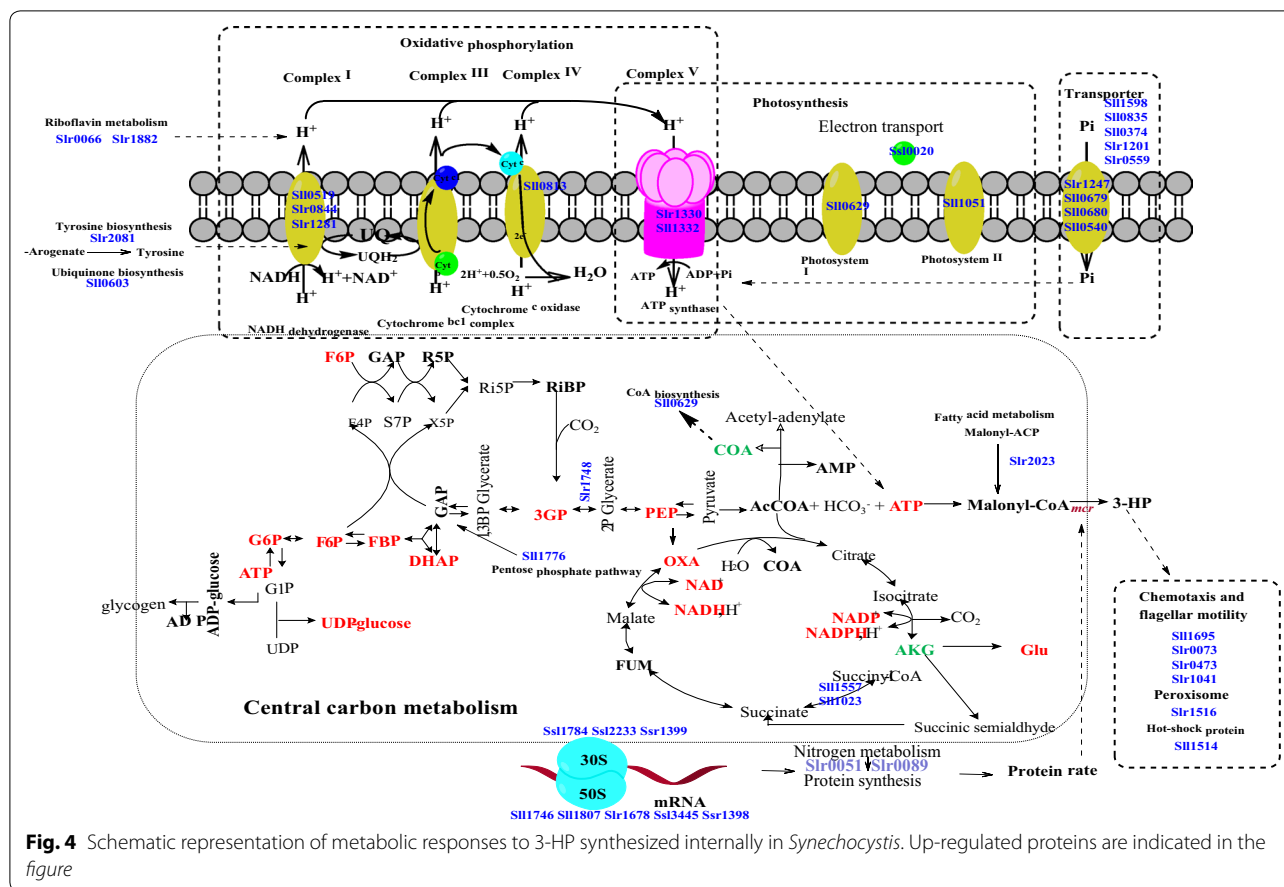 Oxidative phosphorylation
Complex I
Complex III
Complex IV
Complex V
Photosynthesis
Electron transport
Ssl0020
Transporter
Sll1598
Sll0835
Sll0374
Slr1201
Slr0559
Pi
Riboflavin metabolism
Slr0066 Slr1882
H+
H+
H+
H+
Cyt c
Sll0519
Slr0844
Slr1281
Sll0813
Slr1330
Sll1332
Sll0629
Sll1051
Slr1247
Sll0679
Sll0680
Sll0540
Tyrosine biosynthesis
Slr2081
-Arogenate Tyrosine
Ubiquinone biosynthesis
Sll0603
UQ
UQH2
2e-
Cyt
b
NADH
H++NAD+
H+
H+
2H++0.5O2
H+
H2O
ATP
ADP+Pi
H+
ATP synthase
Photosystem
I
Photosystem II
Pi
NADH dehydrogenase
Cytochrome bc1 complex
Cytochrome c oxidase
F6P
GAP
R5P
Ri5P
RiBP
E4P
S7P
X5P
CO2
CoA biosynthesis
Sll0629
Acetyl-adenylate
COA
AMP
Fatty acid metabolism
Malonyl-ACP
Slr2023
GAP
1,3BP Glycerate
3GP
Slr1748
2P Glycerate
PEP
Pyruvate
AcCOA + HCO3- + ATP
Malonyl-CoA
mcr
3-HP
G6P
F6P
FBP
DHAP
Sll1776
Pentose phosphate pathway
OXA
H2O
COA
Citrate
ATP
G1P
ADP-glucose
glycogen
ADP
UDP-glucose
UDP
NAD+
NADH,H+
Malate
Isocitrate
NADP+
NADPH,H+
CO2
AKG
Glu
FUM
Succiny-CoA
Sll1557
Sll1023
Succinate
Succinic semialdhyde
Central carbon metabolism
Chemotaxis and
flagellar motility
Sll1695
Slr0073
Slr0473
Slr1041
Peroxisome
Slr1516
Hot-shock protein
Sll1514
Ssl1784 Ssl2233 Ssr1399
30S
50S
mRNA
Sll1746 Sll1807 Slr1678 Ssl3445 Ssr1398
Nitrogen metabolism
Slr0051 Slr0089
Protein synthesis
Protein rate
Fig. 4 Schematic representation of metabolic responses to 3-HP synthesized internally in Synechocystis. Up-regulated proteins are indicated in the
figure